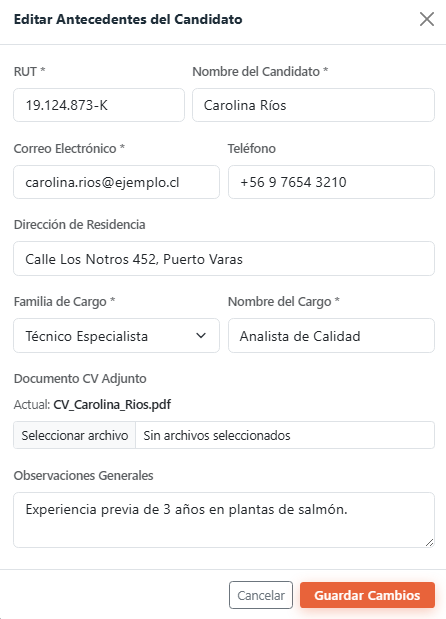 Editar Antecedentes del Candidato
RUT *
Nombre del Candidato *
19.124.873-K
Carolina Ríos
Correo Electrónico *
Teléfono
carolina.rios@ejemplo.cl
+56 9 7654 3210
Dirección de Residencia
Calle Los Notros 452, Puerto Varas
Familia de Cargo *
Nombre del Cargo *
Técnico Especialista
Analista de Calidad
Documento CV Adjunto
Actual: CV_Carolina_Rios.pdf
Seleccionar archivo
Sin archivos seleccionados
Observaciones Generales
Experiencia previa de 3 años en plantas de salmón.
Cancelar
Guardar Cambios